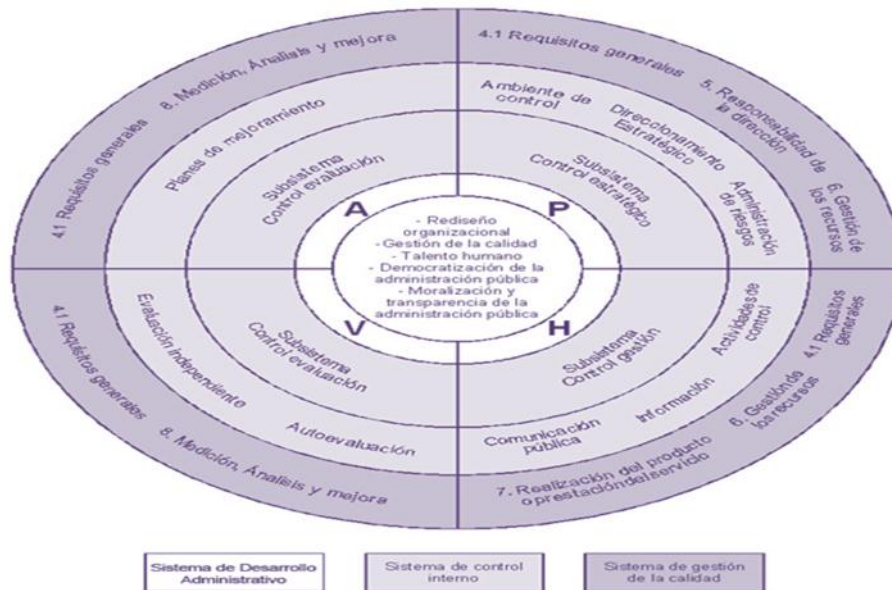 4.1 Requisitos generales
8. Medición, Análisis y mejora
4.1 Requisitos generales
5. Responsabilidad de
la dirección
6. Gestión de
los recursos
Planes de mejoramiento
Ambiente de
control
Direccionamiento
Estratégico
Administración
de riesgos
Subsistema
Control evaluación
Subsistema
Control estratégico
A
P
- Rediseño
organizacional
-Gestión de la calidad
- Talento humano
- Democratización de la
administración pública
- Moralización y
transparencia de la
administración pública
V
H
Subsistema
Control evaluación
Subsistema
Control gestión
Evaluación Independiente
Autoevaluación
Comunicación
pública
Información
Actividades de
control
4.1 Requisitos generales
8. Medición, Ánalisis y mejora
7. Realización del producto
o prestación del servicio
6. Gestión de
los recursos
4.1 Requisitos
generales
Sistema de Desarrollo
Administrativo
Sistema de control
interno
Sistema de gestión
de la calidad